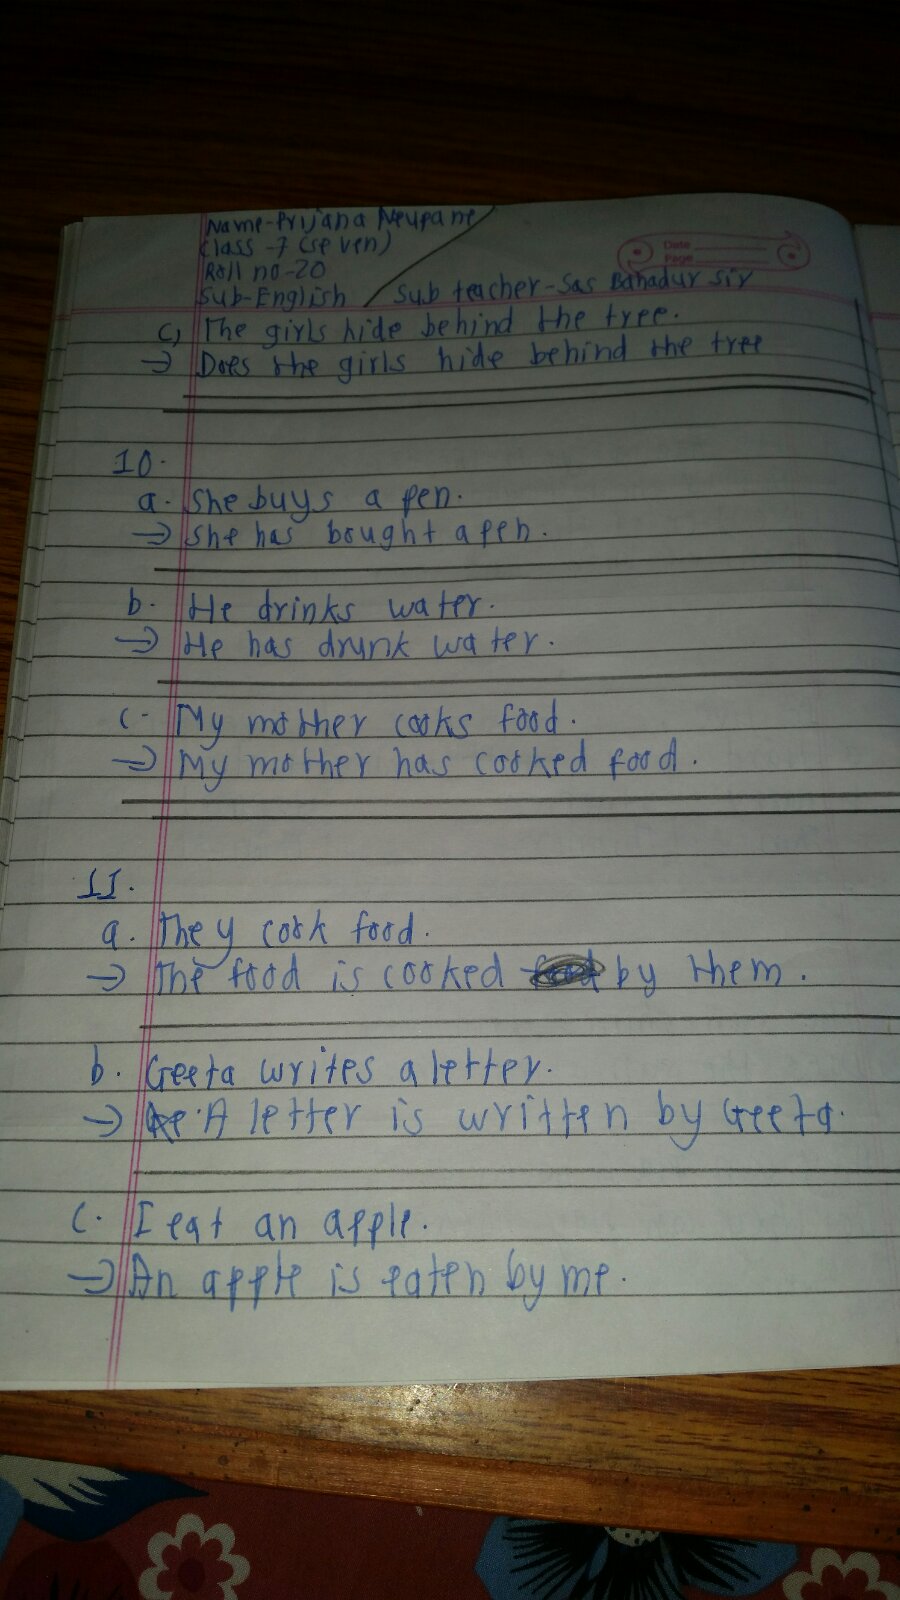 Name-Prijana Neupane
Class -7 (seven)
Roll no-20
Sub-English / Sub teacher-Sas Bahadur Sir
Date
Page
c) The girls hide behind the tree.
→ Does the girls hide behind the tree
10.
a. She buys a pen.
→ She has bought a pen.
b. He drinks water.
→ He has drunk water.
c- My mother cooks food.
→ My mother has cooked food.
11.
a. They cook food.
→ The food is cooked by them.
b. Geeta writes a letter.
→ A letter is written by Geeta.
c. I eat an apple.
→ An apple is eaten by me.